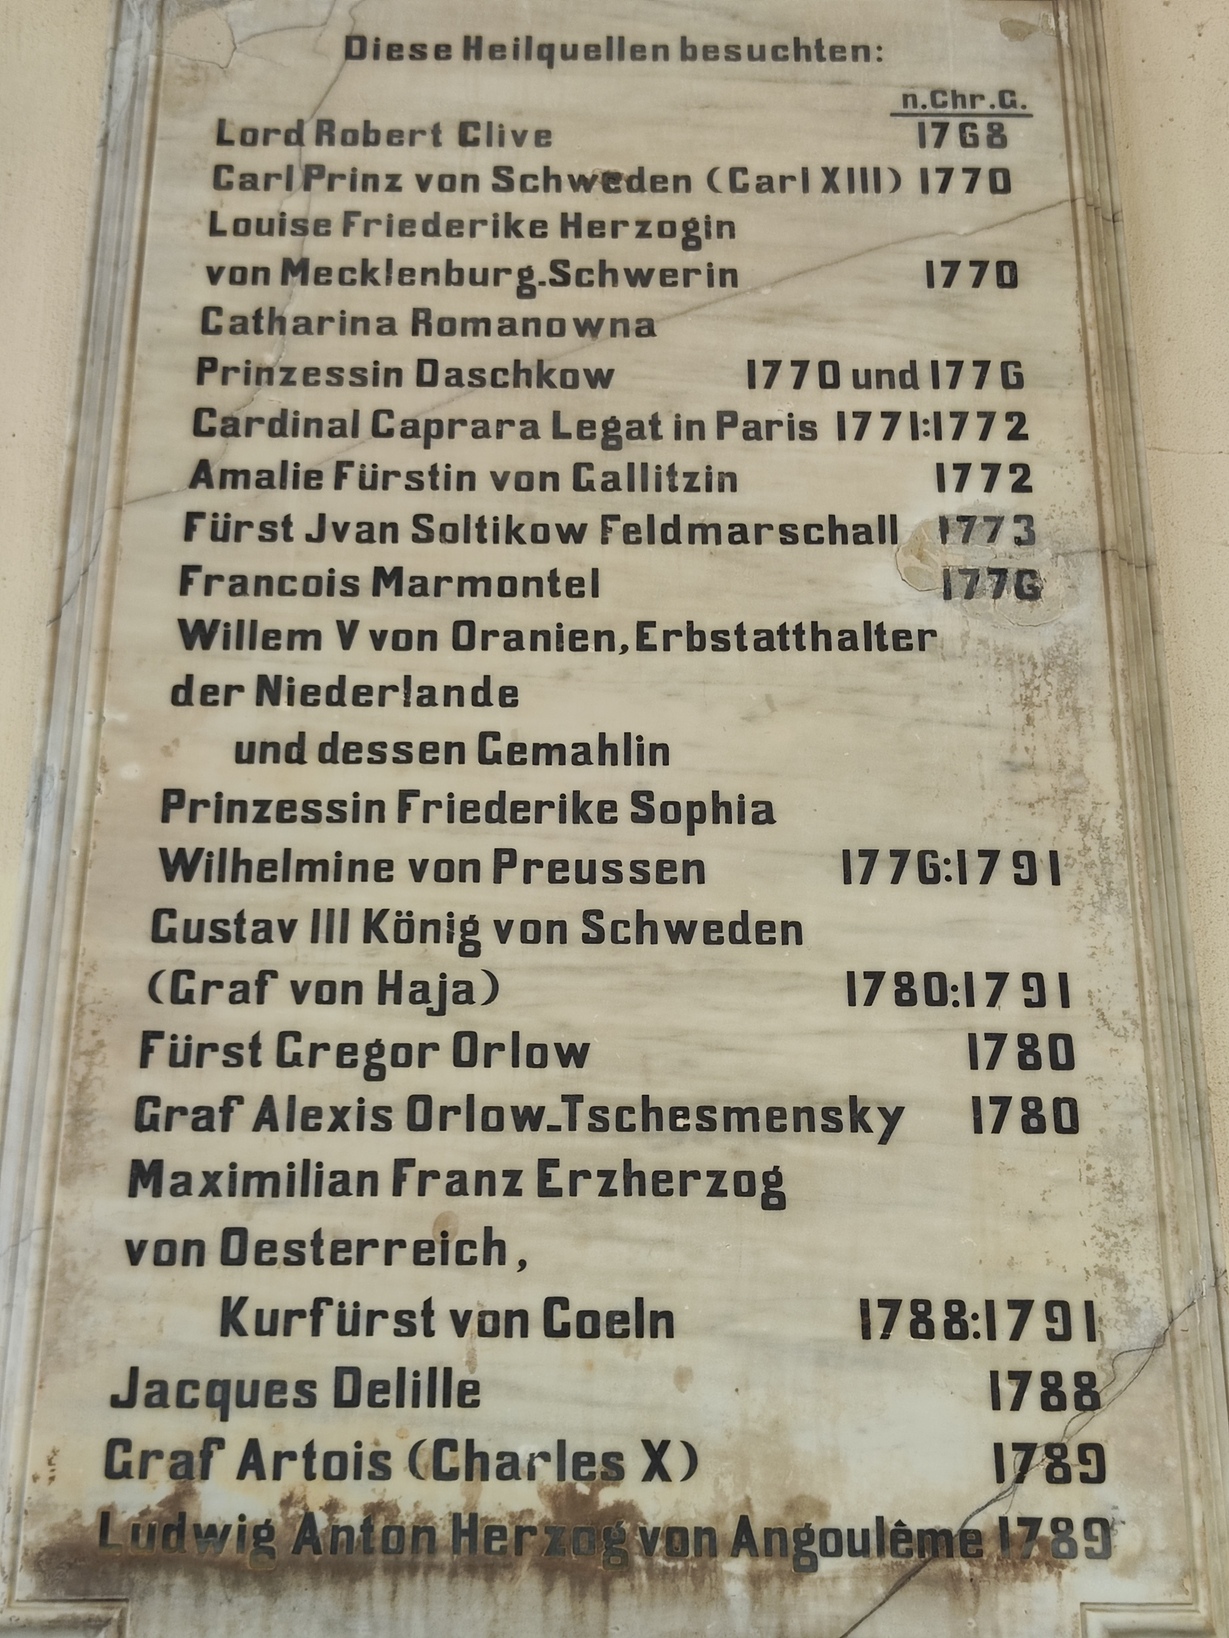 Diese Heilquellen besuchten:
n.Chr.G.
Lord Robert Clive 1768
Carl Prinz von Schweden (Carl XIII) 1770
Louise Friederike Herzogin
von Mecklenburg-Schwerin 1770
Catharina Romanowna
Prinzessin Daschkow 1770 und 1776
Cardinal Caprara Legat in Paris 1771:1772
Amalie Fürstin von Gallitzin 1772
Fürst Jvan Soltikow Feldmarschall 1773
Francois Marmontel 1776
Willem V von Oranien, Erbstatthalter
der Niederlande
und dessen Gemahlin
Prinzessin Friederike Sophia
Wilhelmine von Preussen 1776:1791
Gustav III König von Schweden
(Graf von Haja) 1780:1791
Fürst Gregor Orlow 1780
Graf Alexis Orlow-Tschesmensky 1780
Maximilian Franz Erzherzog
von Oesterreich,
Kurfürst von Coeln 1788:1791
Jacques Delille 1788
Graf Artois (Charles X) 1789
Ludwig Anton Herzog von Angoulême 1789